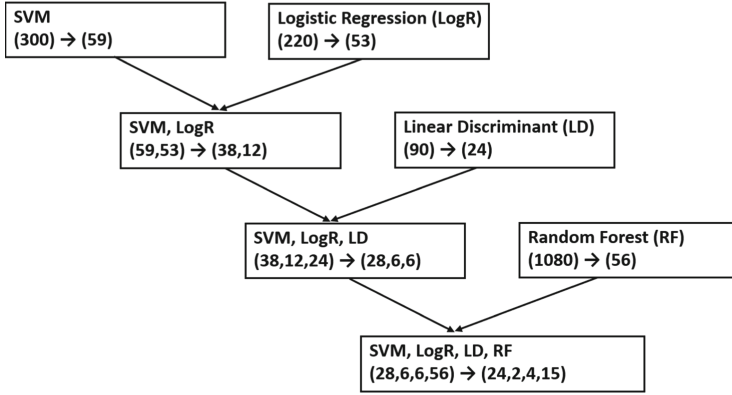 SVM
(300) → (59)
Logistic Regression (LogR)
(220) → (53)
SVM, LogR
(59,53) → (38,12)
Linear Discriminant (LD)
(90) → (24)
SVM, LogR, LD
(38,12,24) → (28,6,6)
Random Forest (RF)
(1080) → (56)
SVM, LogR, LD, RF
(28,6,6,56) → (24,2,4,15)